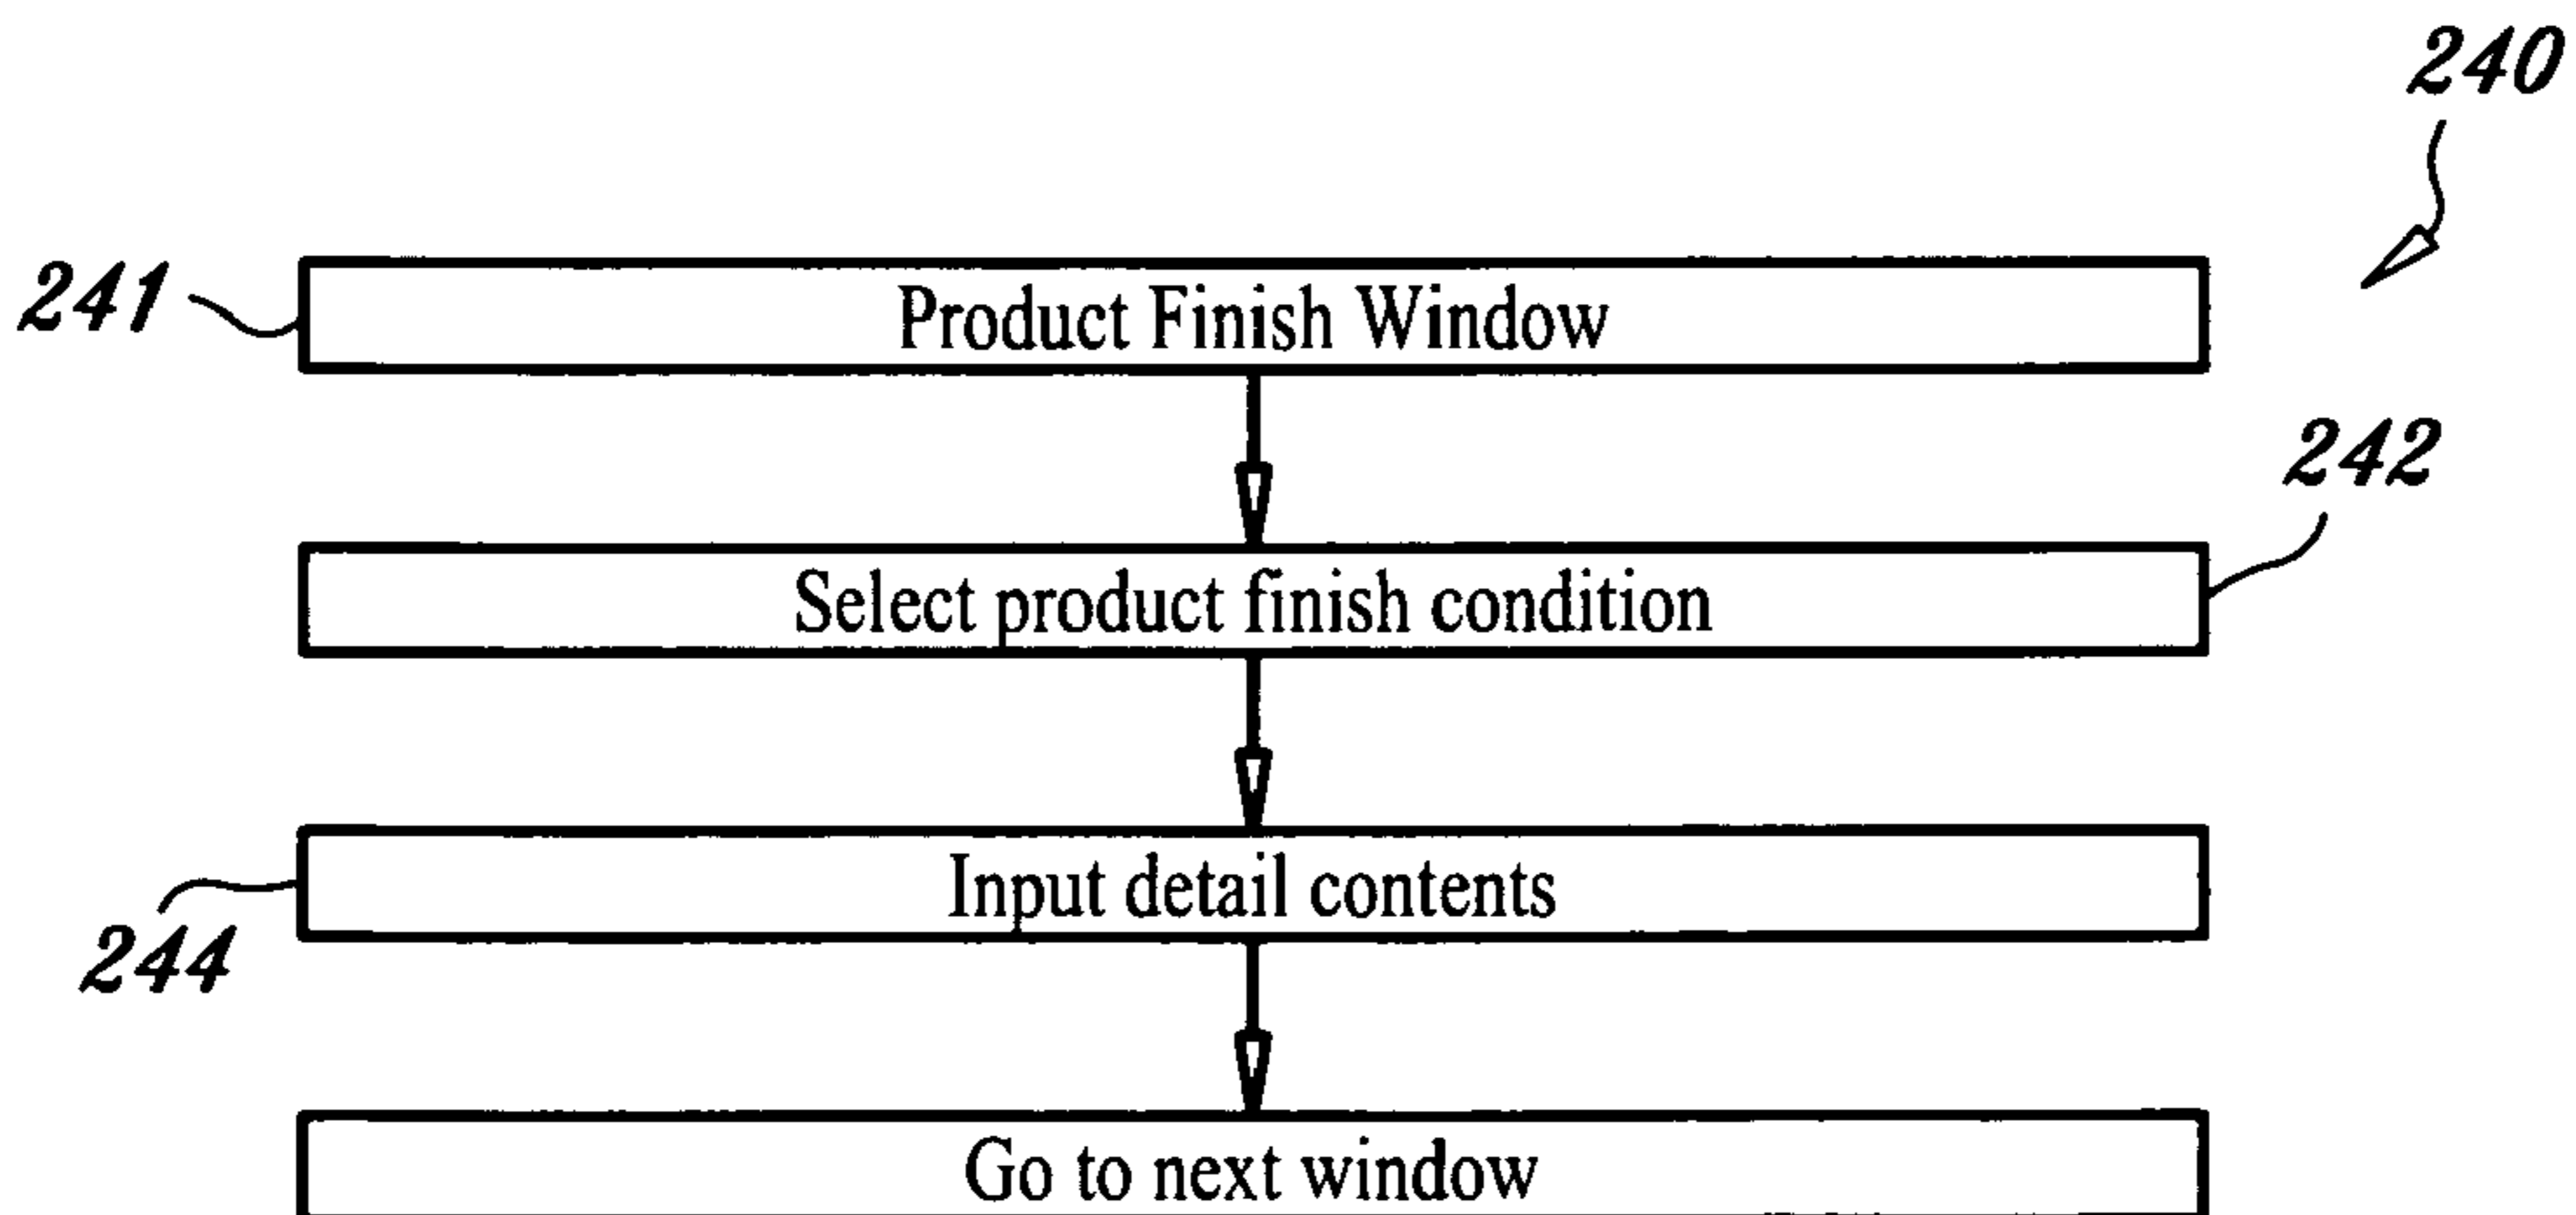 240
241
Product Finish Window
242
Select product finish condition
Input detail contents
244
Go to next window